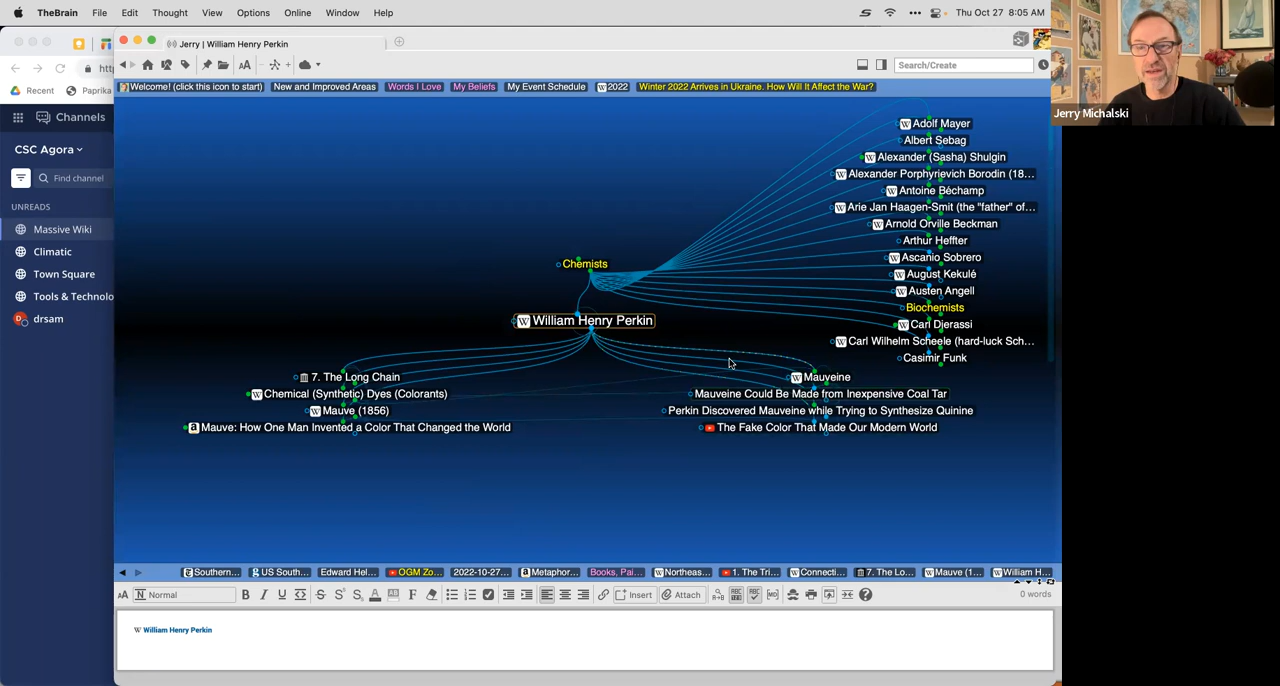 TheBrain File Edit Thought View Options Online Window Help
Thu Oct 27 8:05 AM
Jerry | William Henry Perkin
Search/Create
htt
Recent Paprika
Welcome! (click this icon to start) New and Improved Areas Words I Love My Beliefs My Event Schedule 2022 Winter 2022 Arrives in Ukraine. How Will It Affect the War?
Jerry Michalski
Channels
CSC Agora
Find channel
UNREADS
Massive Wiki
Climatic
Town Square
Tools & Technolo
drsam
Adolf Mayer
Albert Sebag
Alexander (Sasha) Shulgin
Alexander Porphyrievich Borodin (18...
Antoine Béchamp
Arie Jan Haagen-Smit (the "father" of...
Arnold Orville Beckman
Arthur Heffter
Ascanio Sobrero
August Kekulé
Austen Angell
Biochemists
Carl Djerassi
Carl Wilhelm Scheele (hard-luck Sch...
Casimir Funk
Chemists
William Henry Perkin
7. The Long Chain
Chemical (Synthetic) Dyes (Colorants)
Mauve (1856)
Mauve: How One Man Invented a Color That Changed the World
Mauveine
Mauveine Could Be Made from Inexpensive Coal Tar
Perkin Discovered Mauveine while Trying to Synthesize Quinine
The Fake Color That Made Our Modern World
Southern... US South... Edward Hel... OGM Zo... 2022-10-27... Metaphor... Books, Pai... Northeas... 1. The Tri... Connecti... 7. The Lo... Mauve (1... William H...
Normal B I U S S S A F Insert Attach 0 words
William Henry Perkin